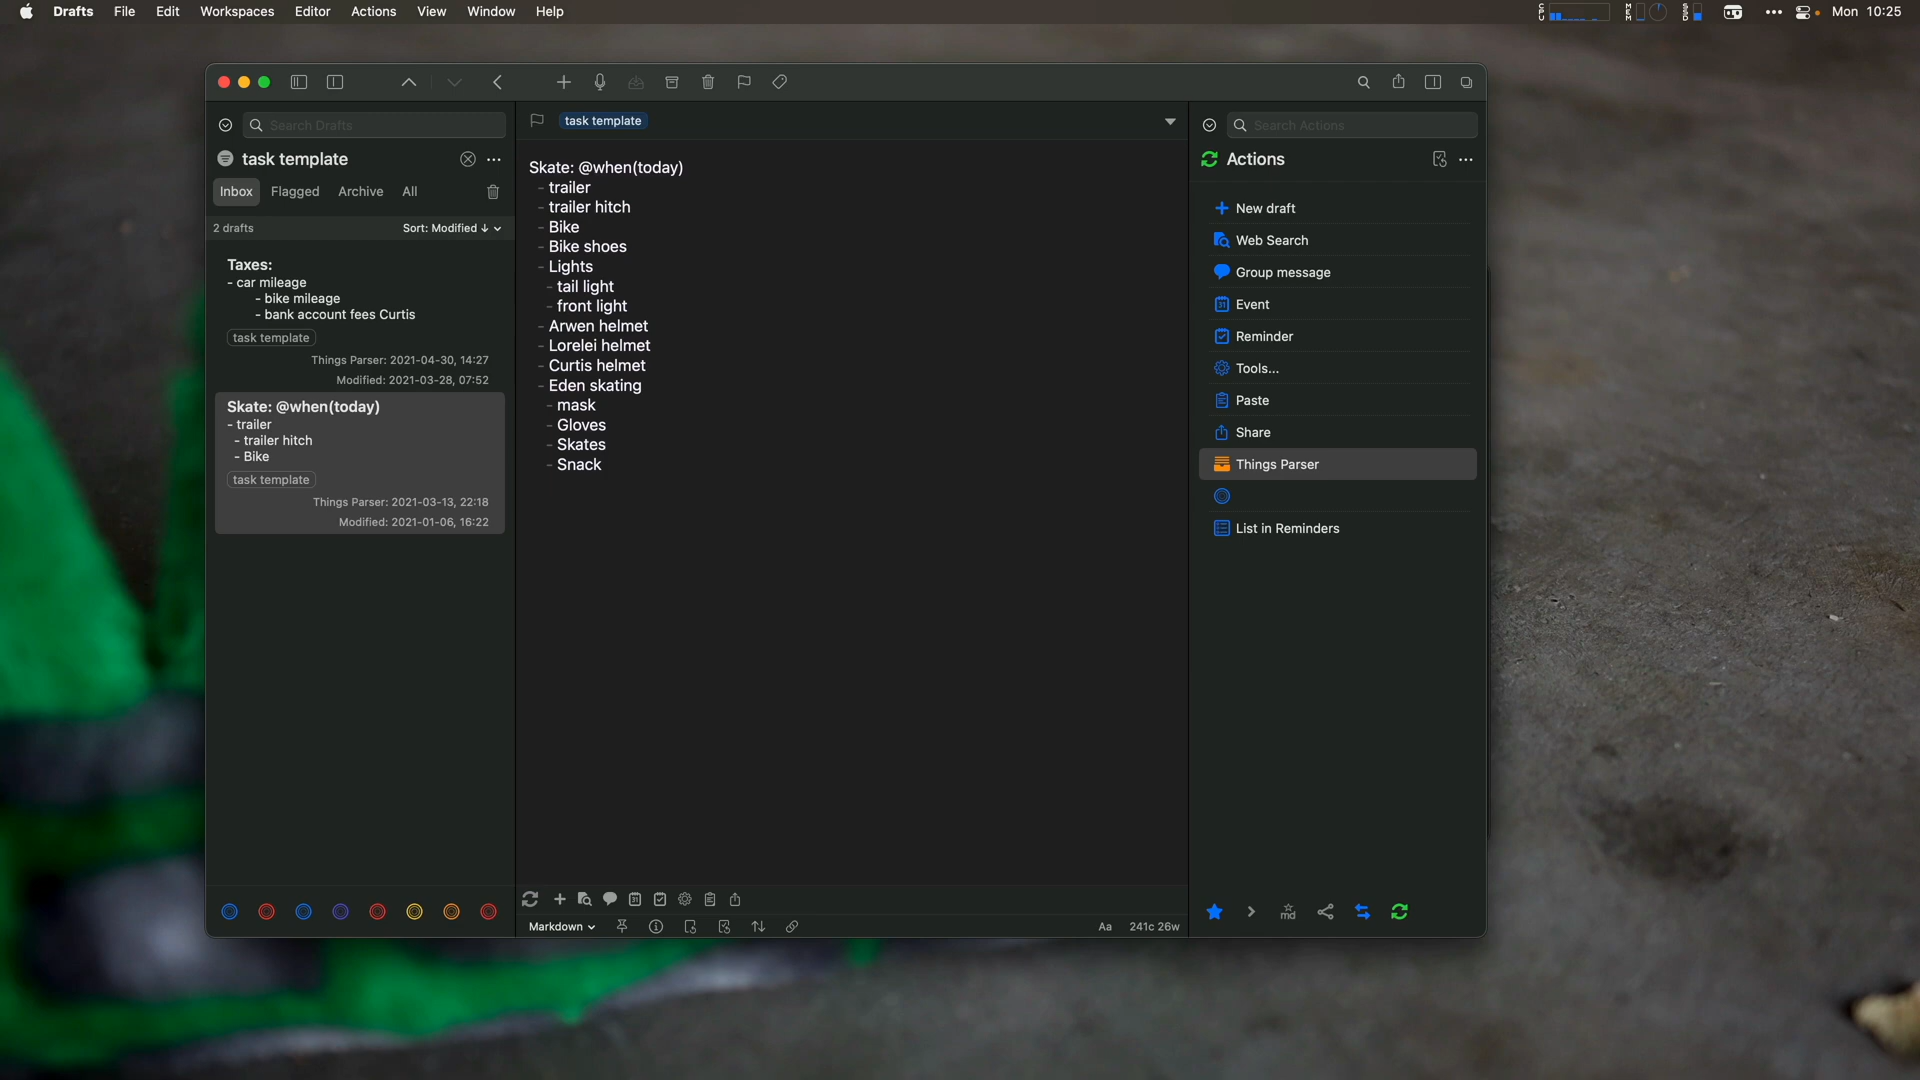 Drafts File Edit Workspaces Editor Actions View Window Help
CPU MEM SSD Mon 10:25
Search Drafts
task template
Inbox Flagged Archive All
2 drafts Sort: Modified
Taxes:
- car mileage
- bike mileage
- bank account fees Curtis
task template
Things Parser: 2021-04-30, 14:27
Modified: 2021-03-28, 07:52
Skate: @when(today)
- trailer
- trailer hitch
- Bike
task template
Things Parser: 2021-03-13, 22:18
Modified: 2021-01-06, 16:22
task template
Skate: @when(today)
- trailer
- trailer hitch
- Bike
- Bike shoes
- Lights
- tail light
- front light
- Arwen helmet
- Lorelei helmet
- Curtis helmet
- Eden skating
- mask
- Gloves
- Skates
- Snack
Markdown Aa 241c 26w
Search Actions
Actions
New draft
Web Search
Group message
31 Event
Reminder
Tools...
Paste
Share
Things Parser
List in Reminders
md